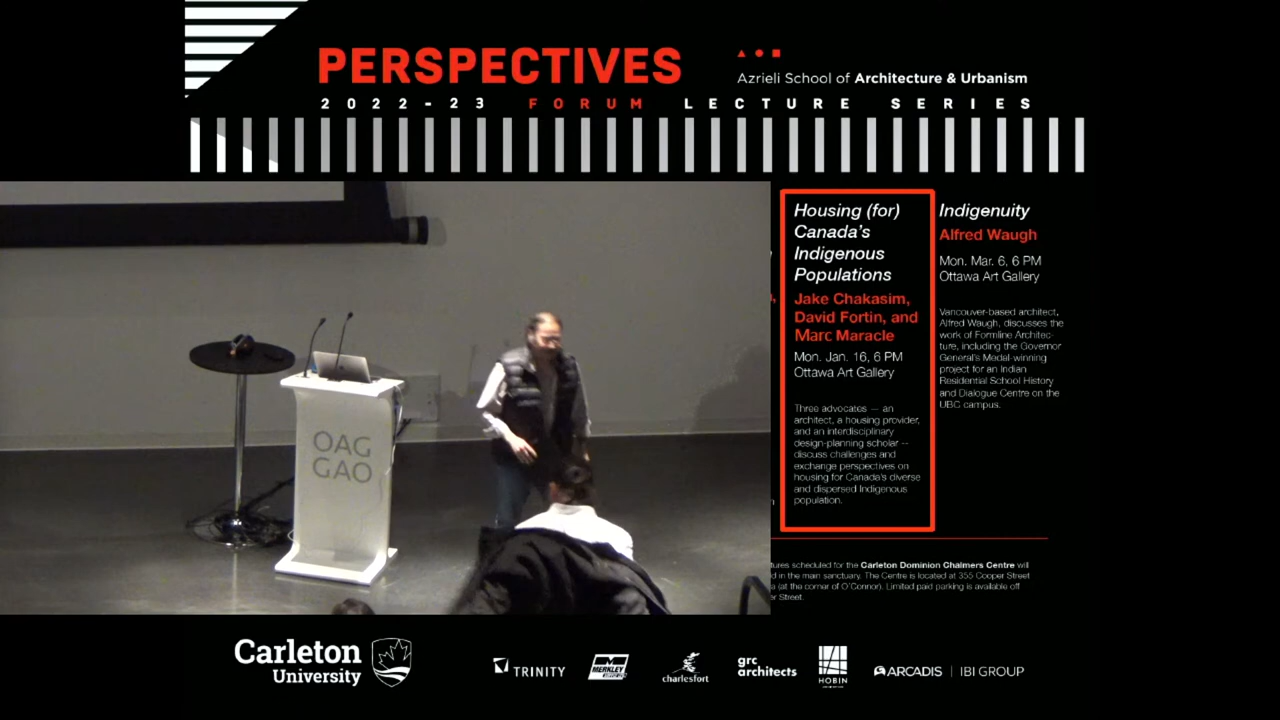 PERSPECTIVES
Azrieli School of Architecture & Urbanism
2022-23 FORUM LECTURE SERIES
Housing (for)
Canada's
Indigenous
Populations
Jake Chakasim,
David Fortin, and
Marc Maracle
Mon. Jan. 16, 6 PM
Ottawa Art Gallery
Three advocates — an
architect, a housing provider,
and an interdisciplinary
design-planning scholar --
discuss challenges and
exchange perspectives on
housing for Canada's diverse
and dispersed Indigenous
population.
Indigenuity
Alfred Waugh
Mon. Mar. 6, 6 PM
Ottawa Art Gallery
Vancouver-based architect,
Alfred Waugh, discusses the
work of Formline Architec-
ture, including the Governor
General's Medal-winning
project for an Indian
Residential School History
and Dialogue Centre on the
UBC campus.
OAG
GAO
tures scheduled for the Carleton Dominion Chalmers Centre will
d in the main sanctuary. The Centre is located at 355 Cooper Street
(at the corner of O'Connor). Limited paid parking is available off
er Street.
Carleton
University
TRINITY
MERKLEY
charlesfort
grc
architects
HOBIN
ARCADIS | IBI GROUP